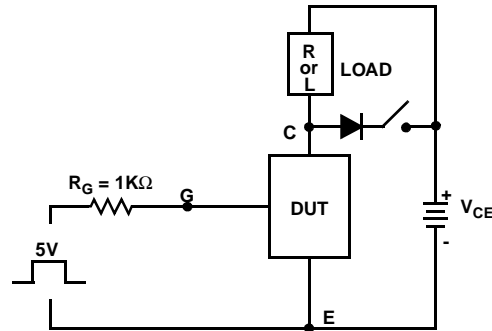 R
or
L
LOAD
C
R_G = 1KΩ
G
DUT
5V
+
V_CE
-
E